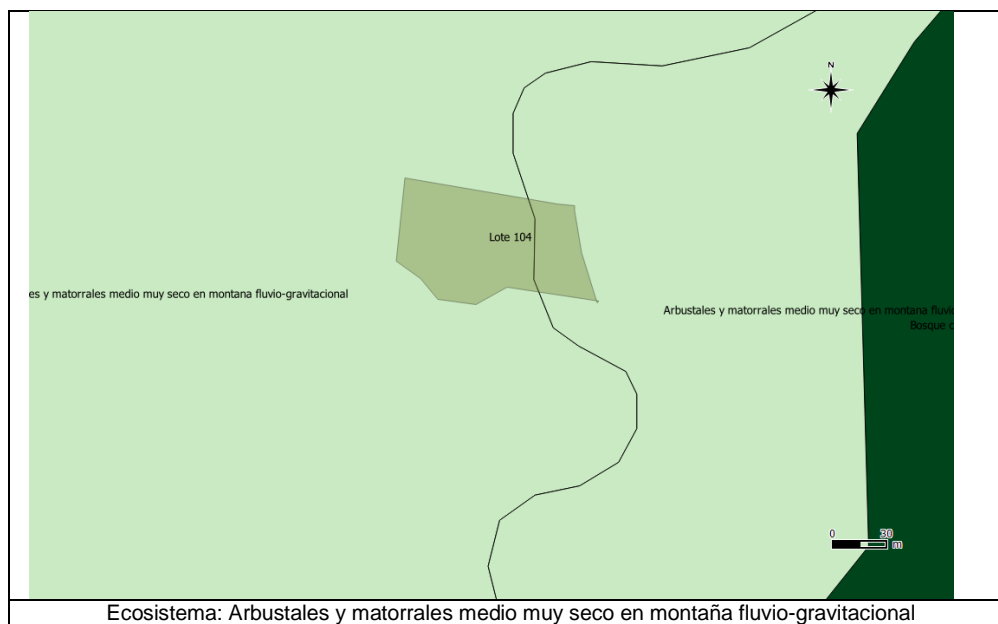 N
Lote 104
es y matorrales medio muy seco en montana fluvio-gravitacional
Arbustales y matorrales medio muy seco en montana fluvio
Bosque c
0 30 m
Ecosistema: Arbustales y matorrales medio muy seco en montaña fluvio-gravitacional